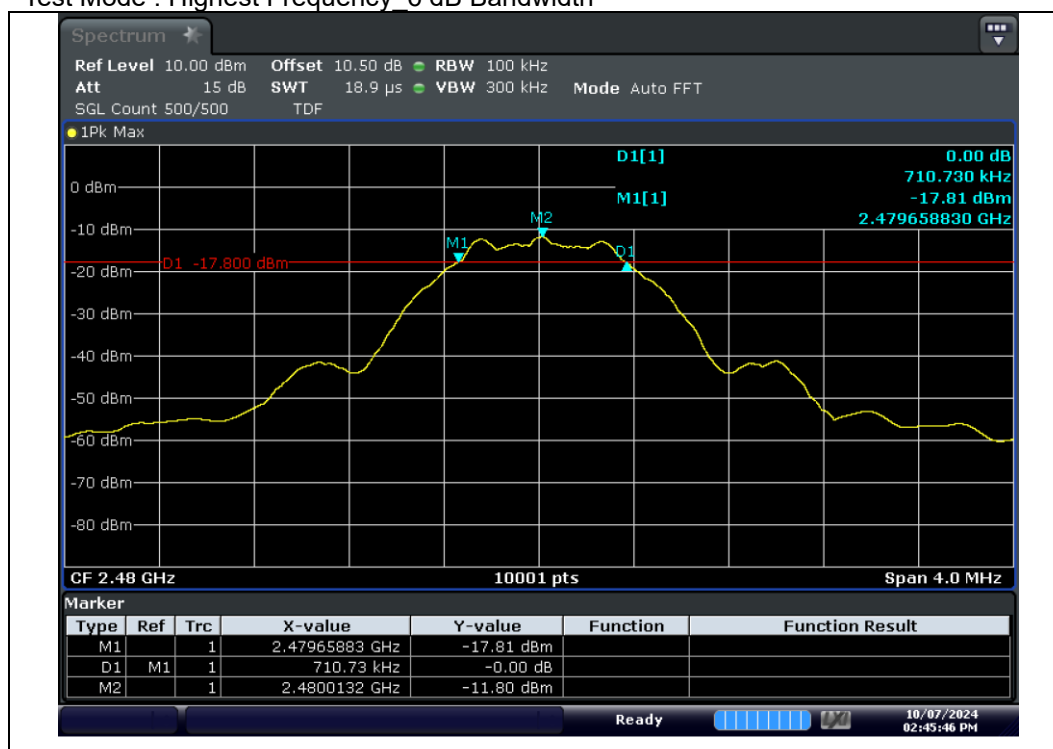 Test Mode : Highest Frequency_6 dB Bandwidth
Spectrum
Ref Level 10.00 dBm Offset 10.50 dB RBW 100 kHz
Att 15 dB SWT 18.9 µs VBW 300 kHz Mode Auto FFT
SGL Count 500/500 TDF
1Pk Max
D1[1] 0.00 dB
710.730 kHz
M1[1] -17.81 dBm
2.479658830 GHz
0 dBm
M2
-10 dBm
M1
D1
D1 -17.800 dBm
-20 dBm
-30 dBm
-40 dBm
-50 dBm
-60 dBm
-70 dBm
-80 dBm
CF 2.48 GHz 10001 pts Span 4.0 MHz
Marker
Type Ref Trc X-value Y-value Function Function Result
M1 1 2.47965883 GHz -17.81 dBm
D1 M1 1 710.73 kHz -0.00 dB
M2 1 2.4800132 GHz -11.80 dBm
Ready 10/07/2024
02:45:46 PM